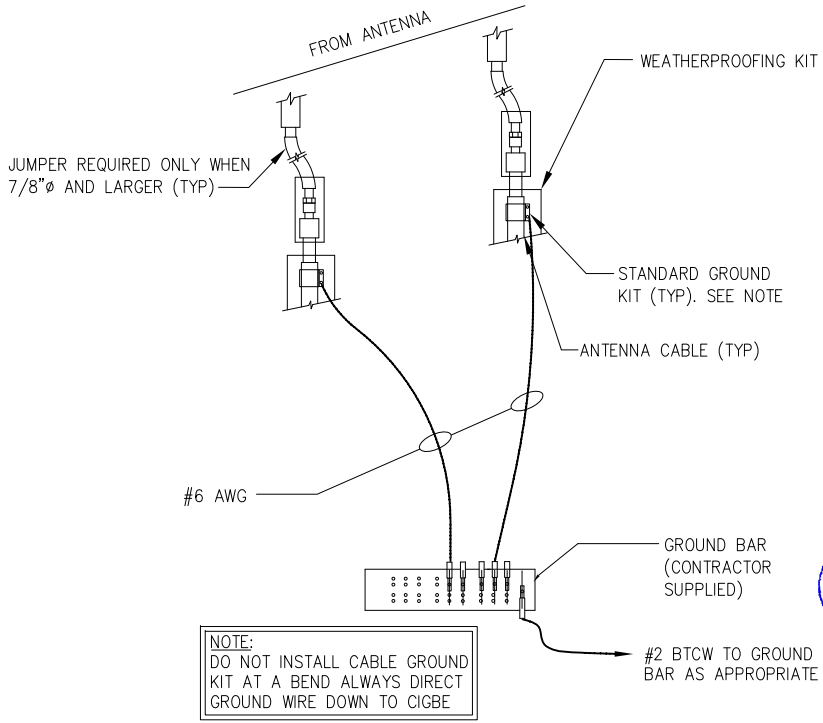 FROM ANTENNA
WEATHERPROOFING KIT
JUMPER REQUIRED ONLY WHEN
7/8"ø AND LARGER (TYP)
STANDARD GROUND
KIT (TYP). SEE NOTE
ANTENNA CABLE (TYP)
#6 AWG
GROUND BAR
(CONTRACTOR
SUPPLIED)
NOTE:
DO NOT INSTALL CABLE GROUND
KIT AT A BEND ALWAYS DIRECT
GROUND WIRE DOWN TO CIGBE
#2 BTCW TO GROUND
BAR AS APPROPRIATE